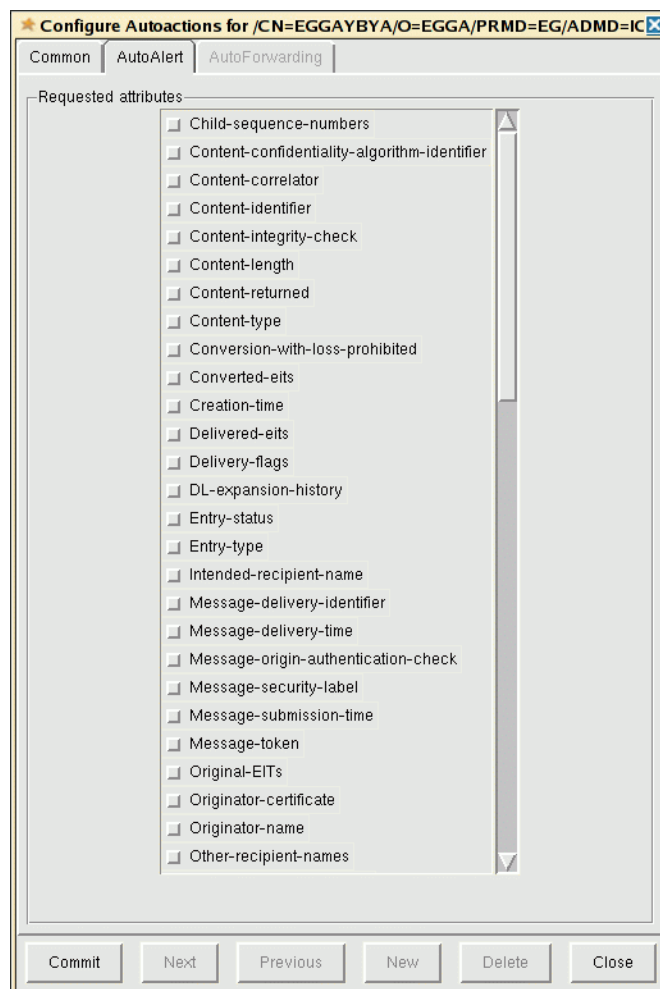 Configure Autoactions for /CN=EGGAYBYA/O=EGGA/PRMD=EG/ADMD=IC
Common AutoAlert AutoForwarding
Requested attributes
Child-sequence-numbers
Content-confidentiality-algorithm-identifier
Content-correlator
Content-identifier
Content-integrity-check
Content-length
Content-returned
Content-type
Conversion-with-loss-prohibited
Converted-eits
Creation-time
Delivered-eits
Delivery-flags
DL-expansion-history
Entry-status
Entry-type
Intended-recipient-name
Message-delivery-identifier
Message-delivery-time
Message-origin-authentication-check
Message-security-label
Message-submission-time
Message-token
Original-EITs
Originator-certificate
Originator-name
Other-recipient-names
Commit Next Previous New Delete Close